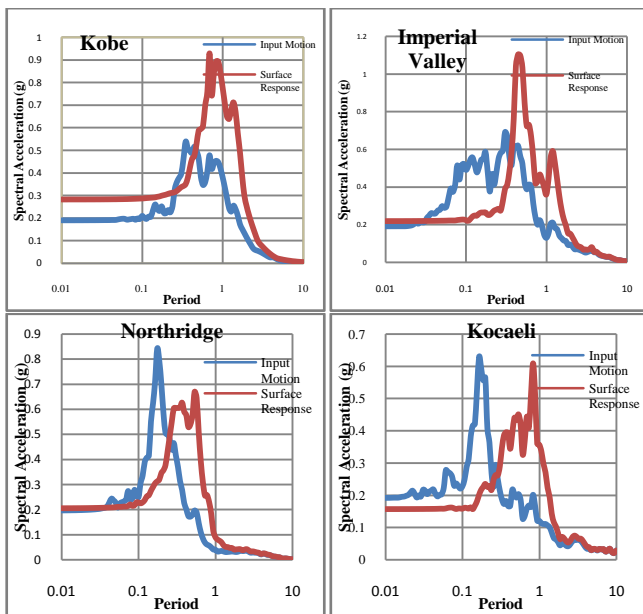 Kobe
Input Motion
Surface
Response
Spectral Acceleration (g)
1
0.9
0.8
0.7
0.6
0.5
0.4
0.3
0.2
0.1
0
0.01
0.1
1
10
Period
Imperial
Valley
Input Motion
Surface
Response
Spectral Acceleration (g)
1.2
1
0.8
0.6
0.4
0.2
0
0.01
0.1
1
10
Period
Northridge
Input
Motion
Surface
Response
Spectral Acceleration (g)
0.9
0.8
0.7
0.6
0.5
0.4
0.3
0.2
0.1
0
0.01
0.1
1
10
Period
Kocaeli
Input
Motion
Surface
Response
Spectral Acceleration (g)
0.7
0.6
0.5
0.4
0.3
0.2
0.1
0
0.01
0.1
1
10
Period